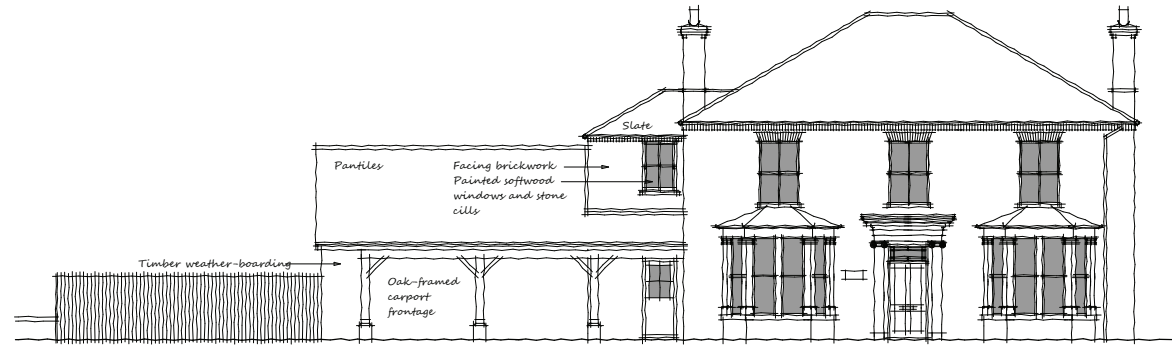 Slate
Pantiles
Facing brickwork
Painted softwood
windows and stone
cills
Timber weather-boarding
Oak-framed
carport
frontage